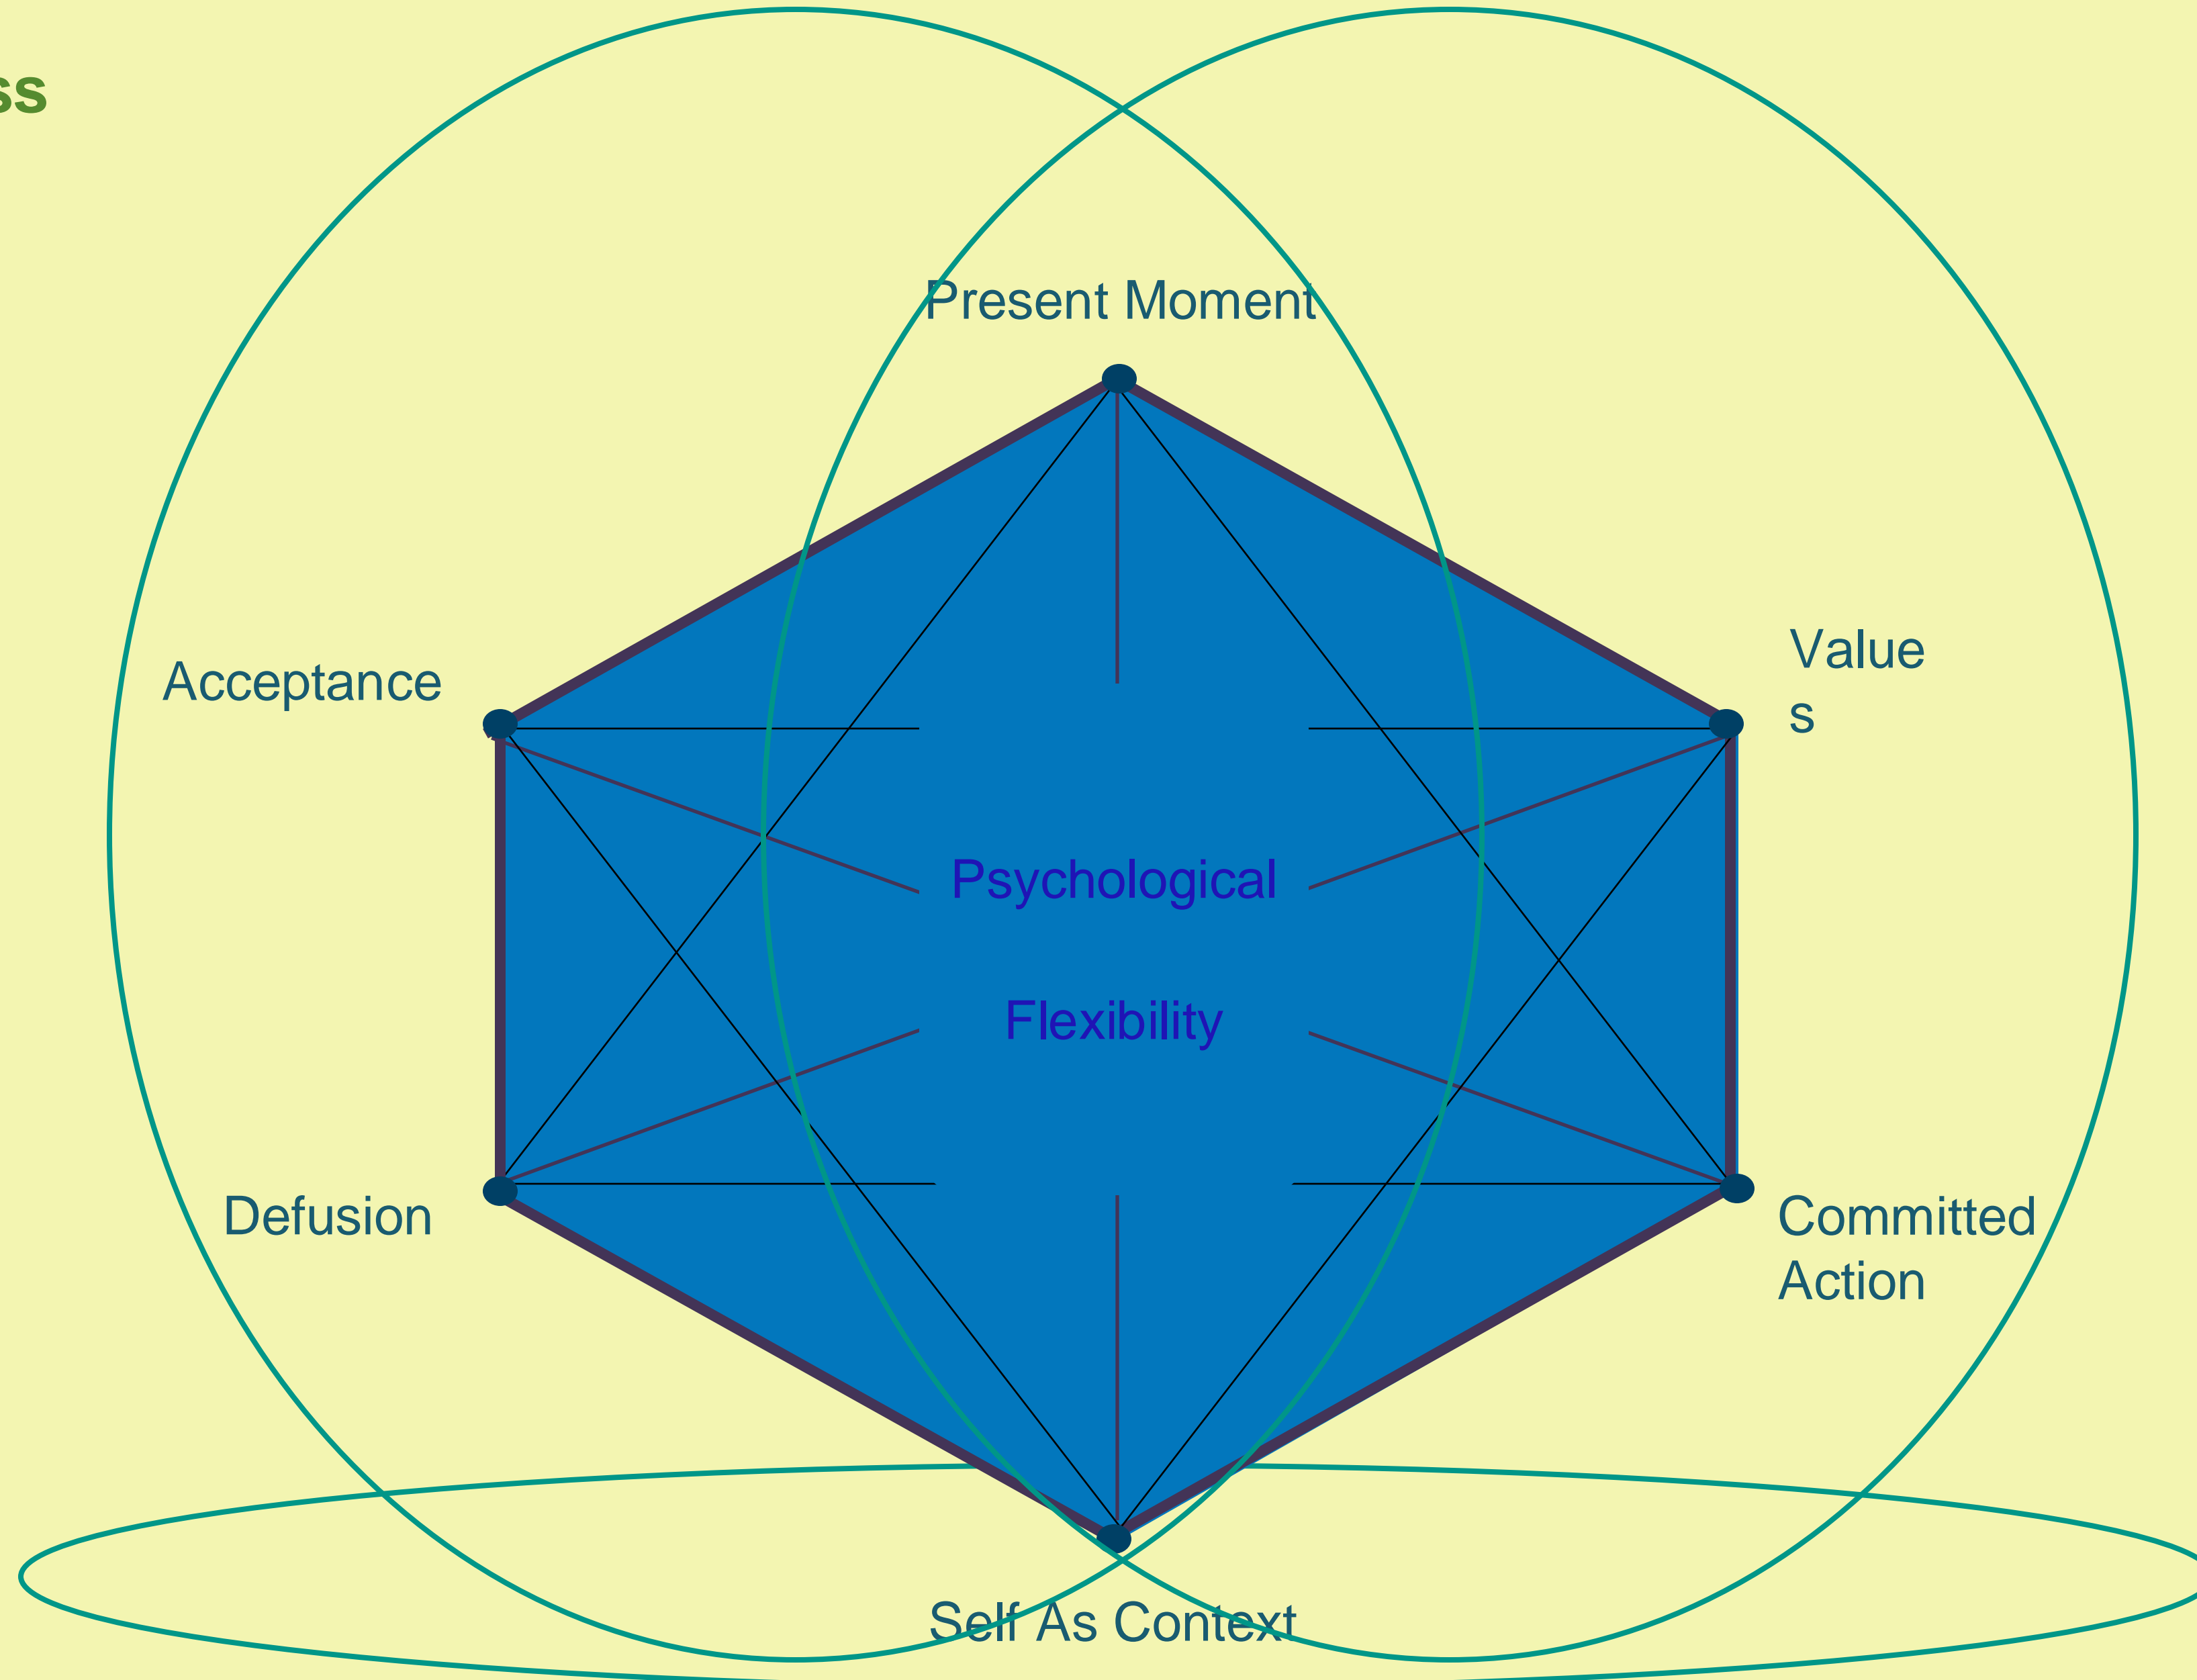 ss
Present Moment
Acceptance
Value
s
Psychological
Flexibility
Defusion
Committed
Action
Self As Context